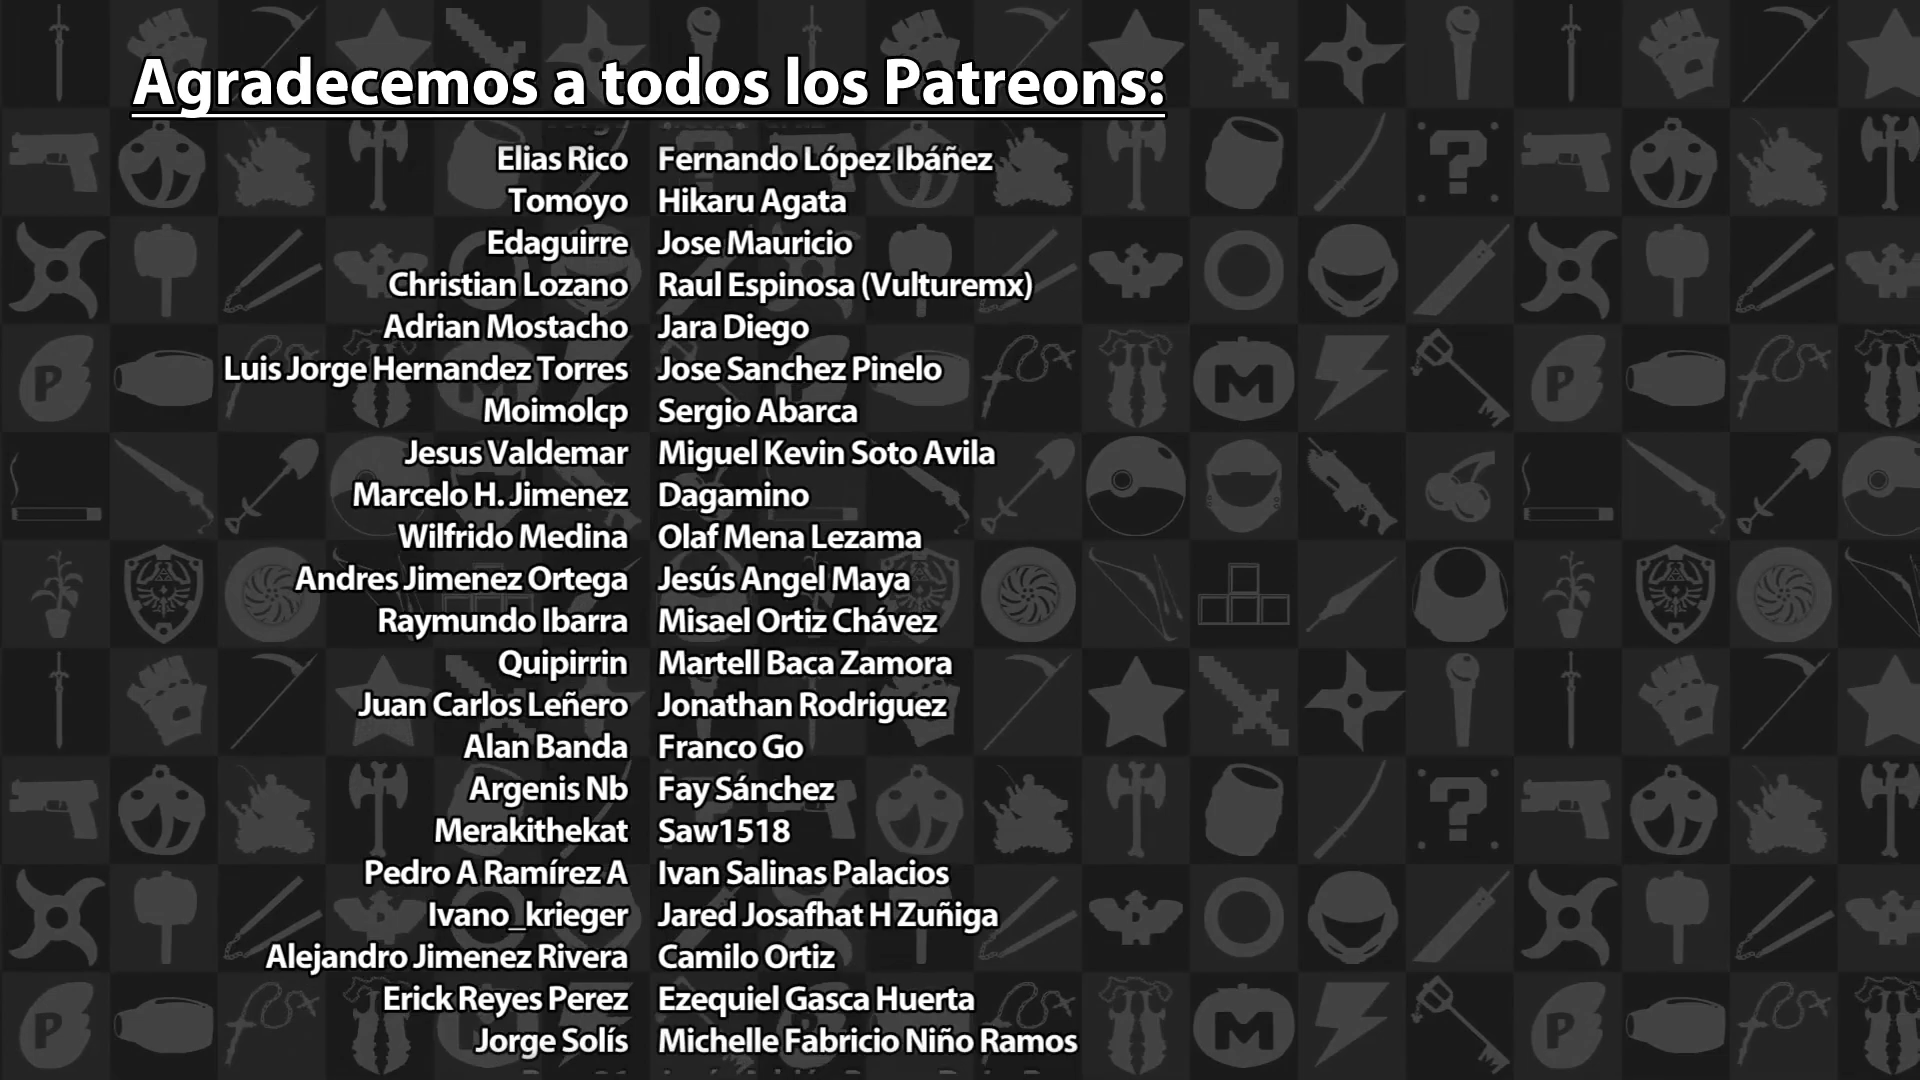 Agradecemos a todos los Patreons:
Elias Rico Fernando López Ibáñez
Tomoyo Hikaru Agata
Edaguirre Jose Mauricio
Christian Lozano Raul Espinosa (Vulturemx)
Adrian Mostacho Jara Diego
Luis Jorge Hernandez Torres Jose Sanchez Pinelo
Moimolcp Sergio Abarca
Jesus Valdemar Miguel Kevin Soto Avila
Marcelo H. Jimenez Dagamino
Wilfrido Medina Olaf Mena Lezama
Andres Jimenez Ortega Jesús Angel Maya
Raymundo Ibarra Misael Ortiz Chávez
Quipirrin Martell Baca Zamora
Juan Carlos Leñero Jonathan Rodriguez
Alan Banda Franco Go
Argenis Nb Fay Sánchez
Merakithekat Saw1518
Pedro A Ramírez A Ivan Salinas Palacios
Ivano_krieger Jared Josafhat H Zuñiga
Alejandro Jimenez Rivera Camilo Ortiz
Erick Reyes Perez Ezequiel Gasca Huerta
Jorge Solís Michelle Fabricio Niño Ramos